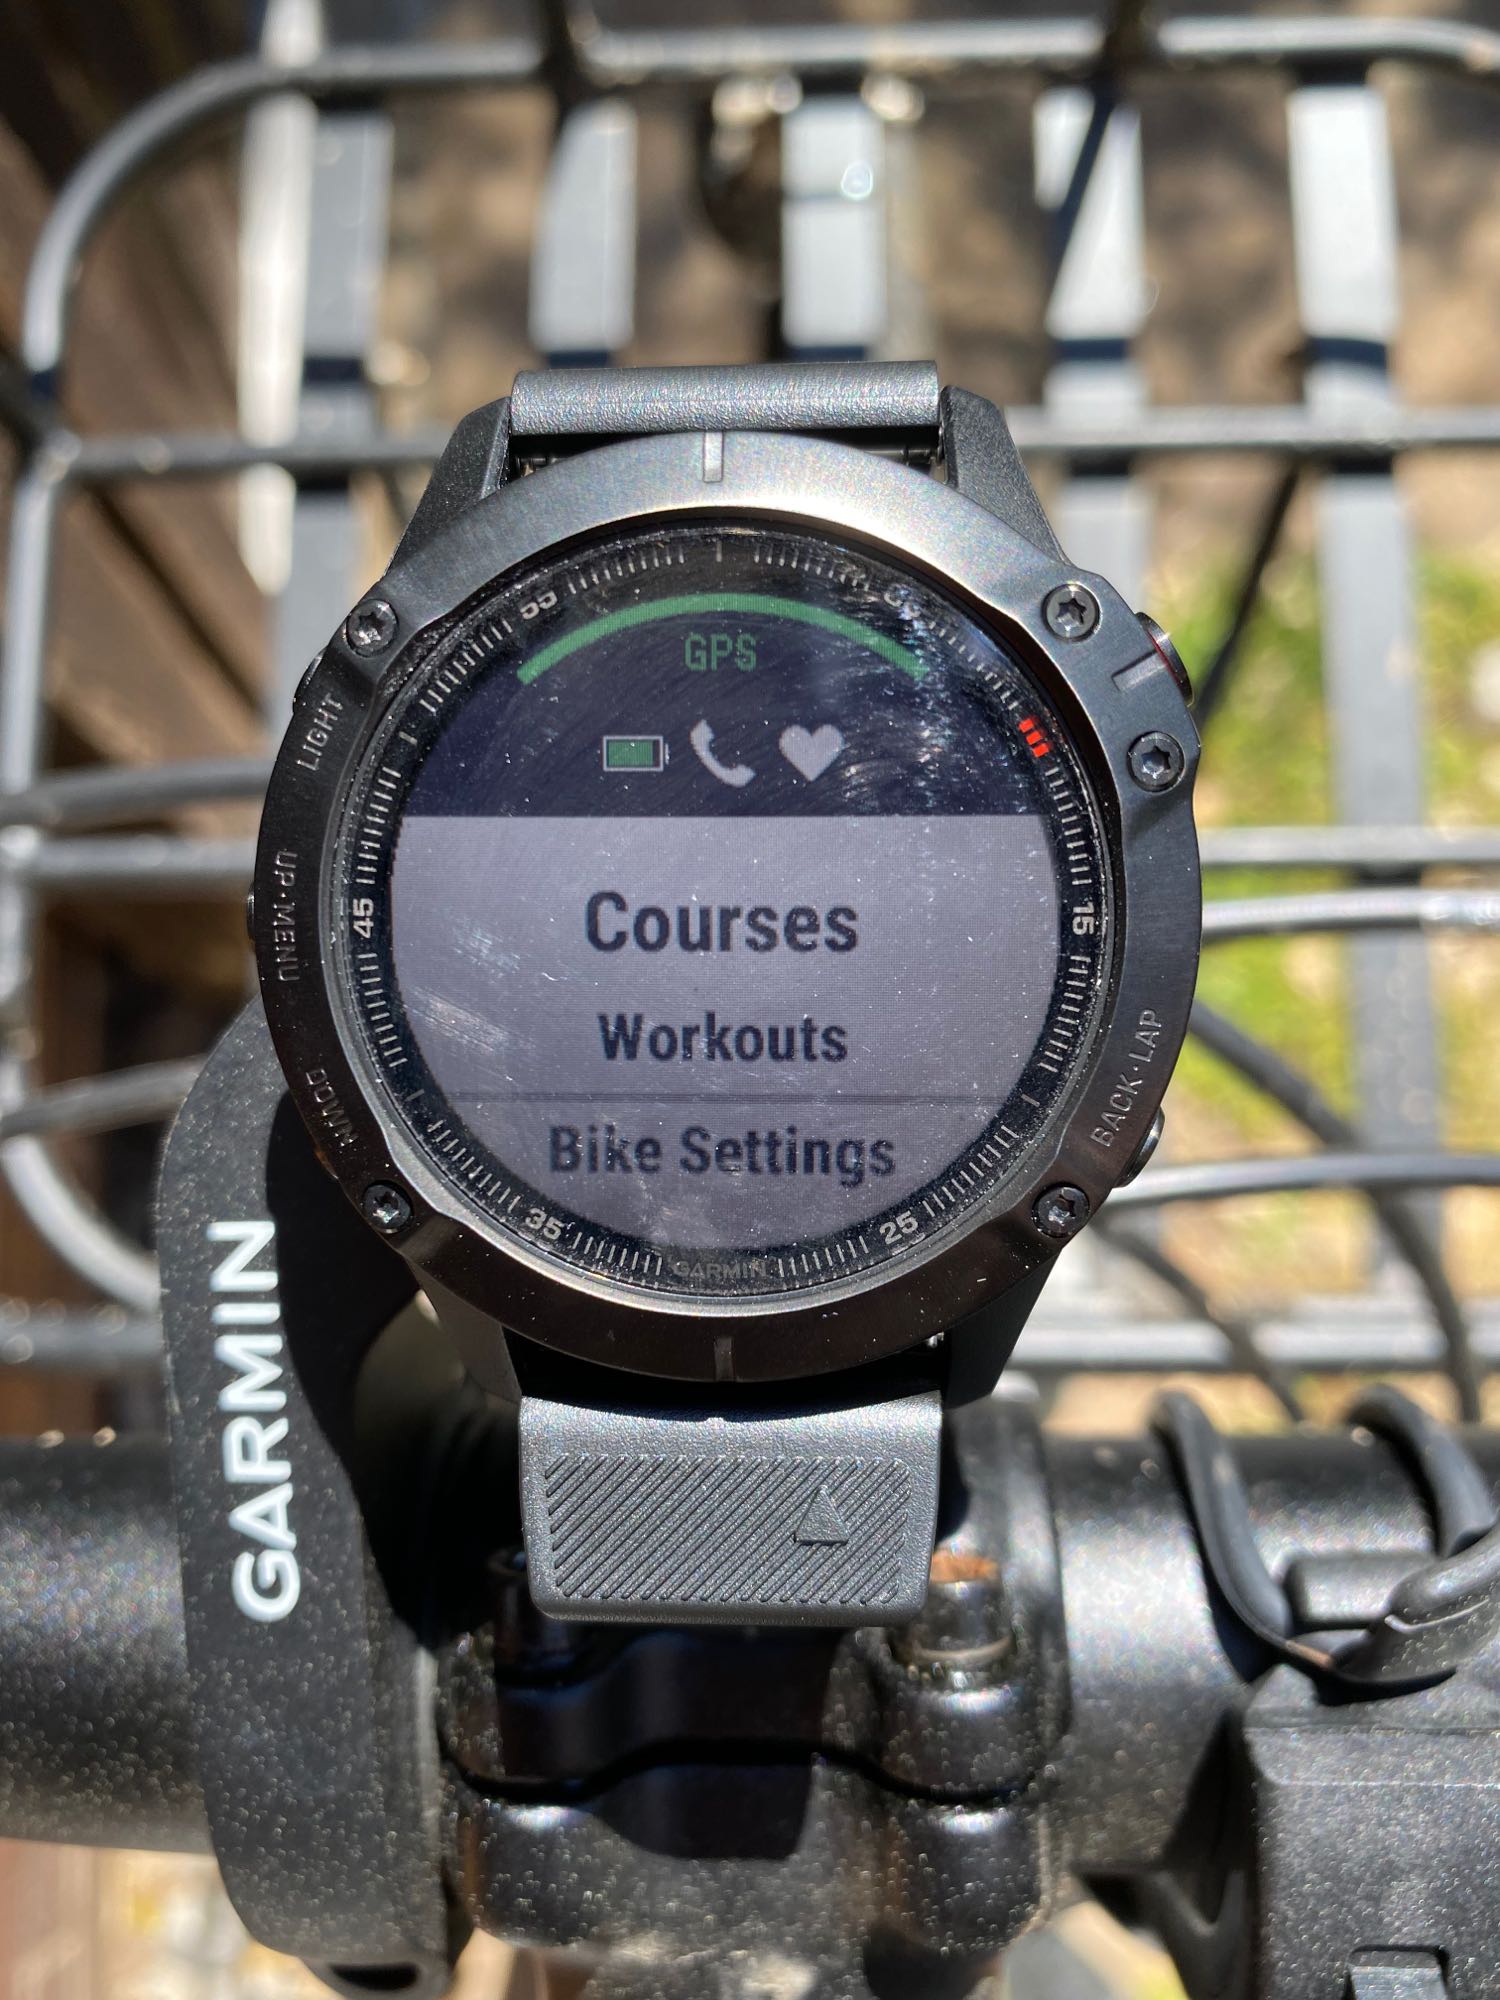 55
GPS
LIGHT
Courses
UP·MENU
45
15
Workouts
BACK·LAP
DOWN
Bike Settings
35
25
GARMIN
GARMIN